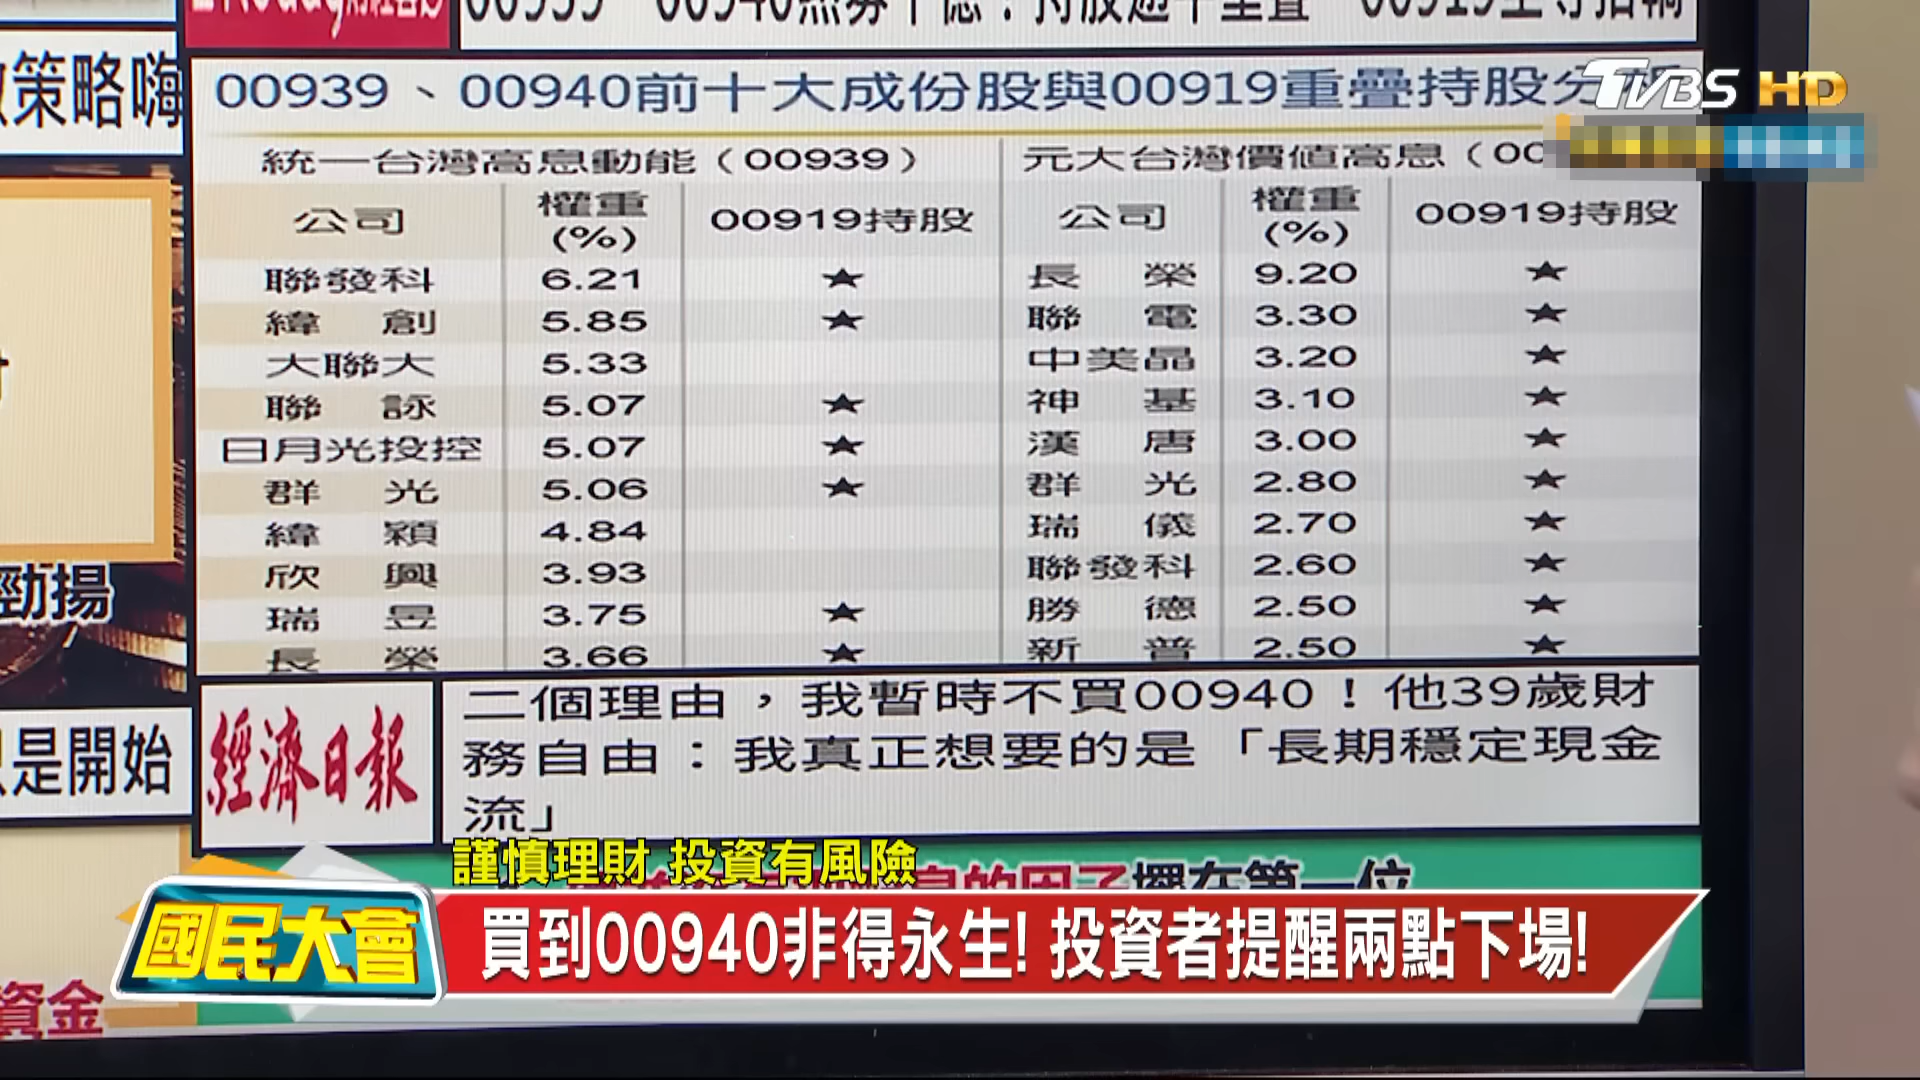 00939、00940前十大成份股與00919重疊持股分析
TVBS HD
策略嗨
統一台灣高息動能（00939）
元大台灣價值高息（00
公司 權重(%) 00919持股 公司 權重(%) 00919持股
聯發科 6.21 ★ 長榮 9.20 ★
緯創 5.85 ★ 聯電 3.30 ★
大聯大 5.33 中美晶 3.20 ★
聯詠 5.07 ★ 神基 3.10 ★
日月光投控 5.07 ★ 漢唐 3.00 ★
群光 5.06 ★ 群光 2.80 ★
緯穎 4.84 瑞儀 2.70 ★
欣興 3.93 聯發科 2.60 ★
瑞昱 3.75 ★ 勝德 2.50 ★
長榮 3.66 ★ 新普 2.50 ★
勁揚
是開始
經濟日報
二個理由，我暫時不買00940！他39歲財
務自由：我真正想要的是「長期穩定現金
流」
謹慎理財 投資有風險
的因子擺在第一位
國民大會
買到00940非得永生! 投資者提醒兩點下場!
資金